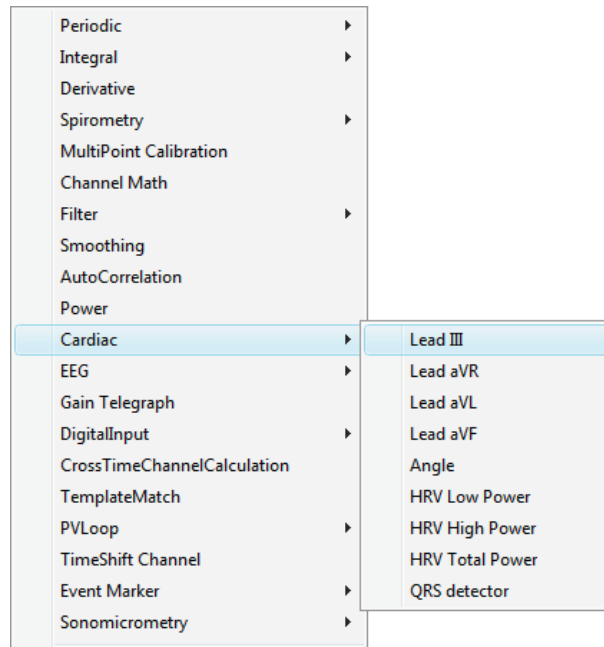 Periodic
Integral
Derivative
Spirometry
MultiPoint Calibration
Channel Math
Filter
Smoothing
AutoCorrelation
Power
Cardiac
EEG
Gain Telegraph
DigitalInput
CrossTimeChannelCalculation
TemplateMatch
PVLoop
TimeShift Channel
Event Marker
Sonomicrometry
Lead III
Lead aVR
Lead aVL
Lead aVF
Angle
HRV Low Power
HRV High Power
HRV Total Power
QRS detector